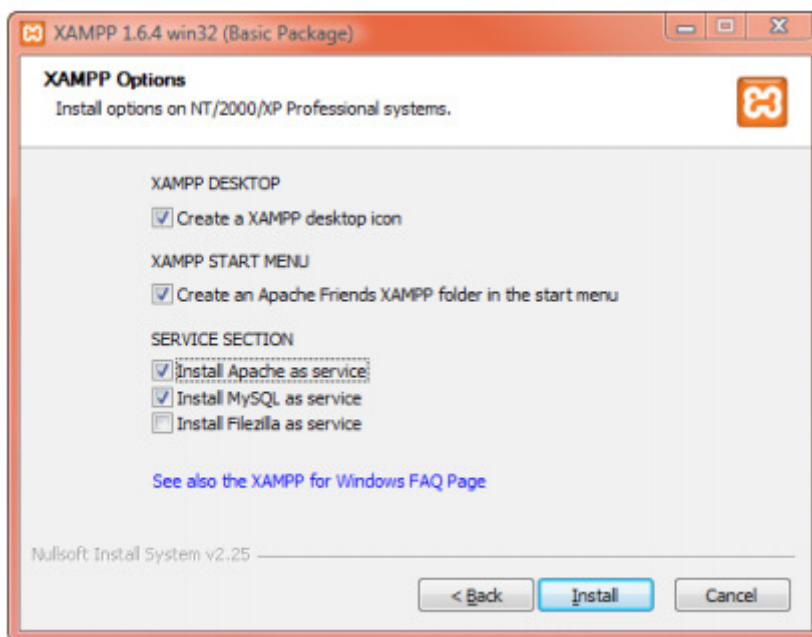 XAMPP 1.6.4 win32 (Basic Package)
XAMPP Options
Install options on NT/2000/XP Professional systems.
XAMPP DESKTOP
Create a XAMPP desktop icon
XAMPP START MENU
Create an Apache Friends XAMPP folder in the start menu
SERVICE SECTION
Install Apache as service
Install MySQL as service
Install Filezilla as service
See also the XAMPP for Windows FAQ Page
Nullsoft Install System v2.25
< Back
Install
Cancel